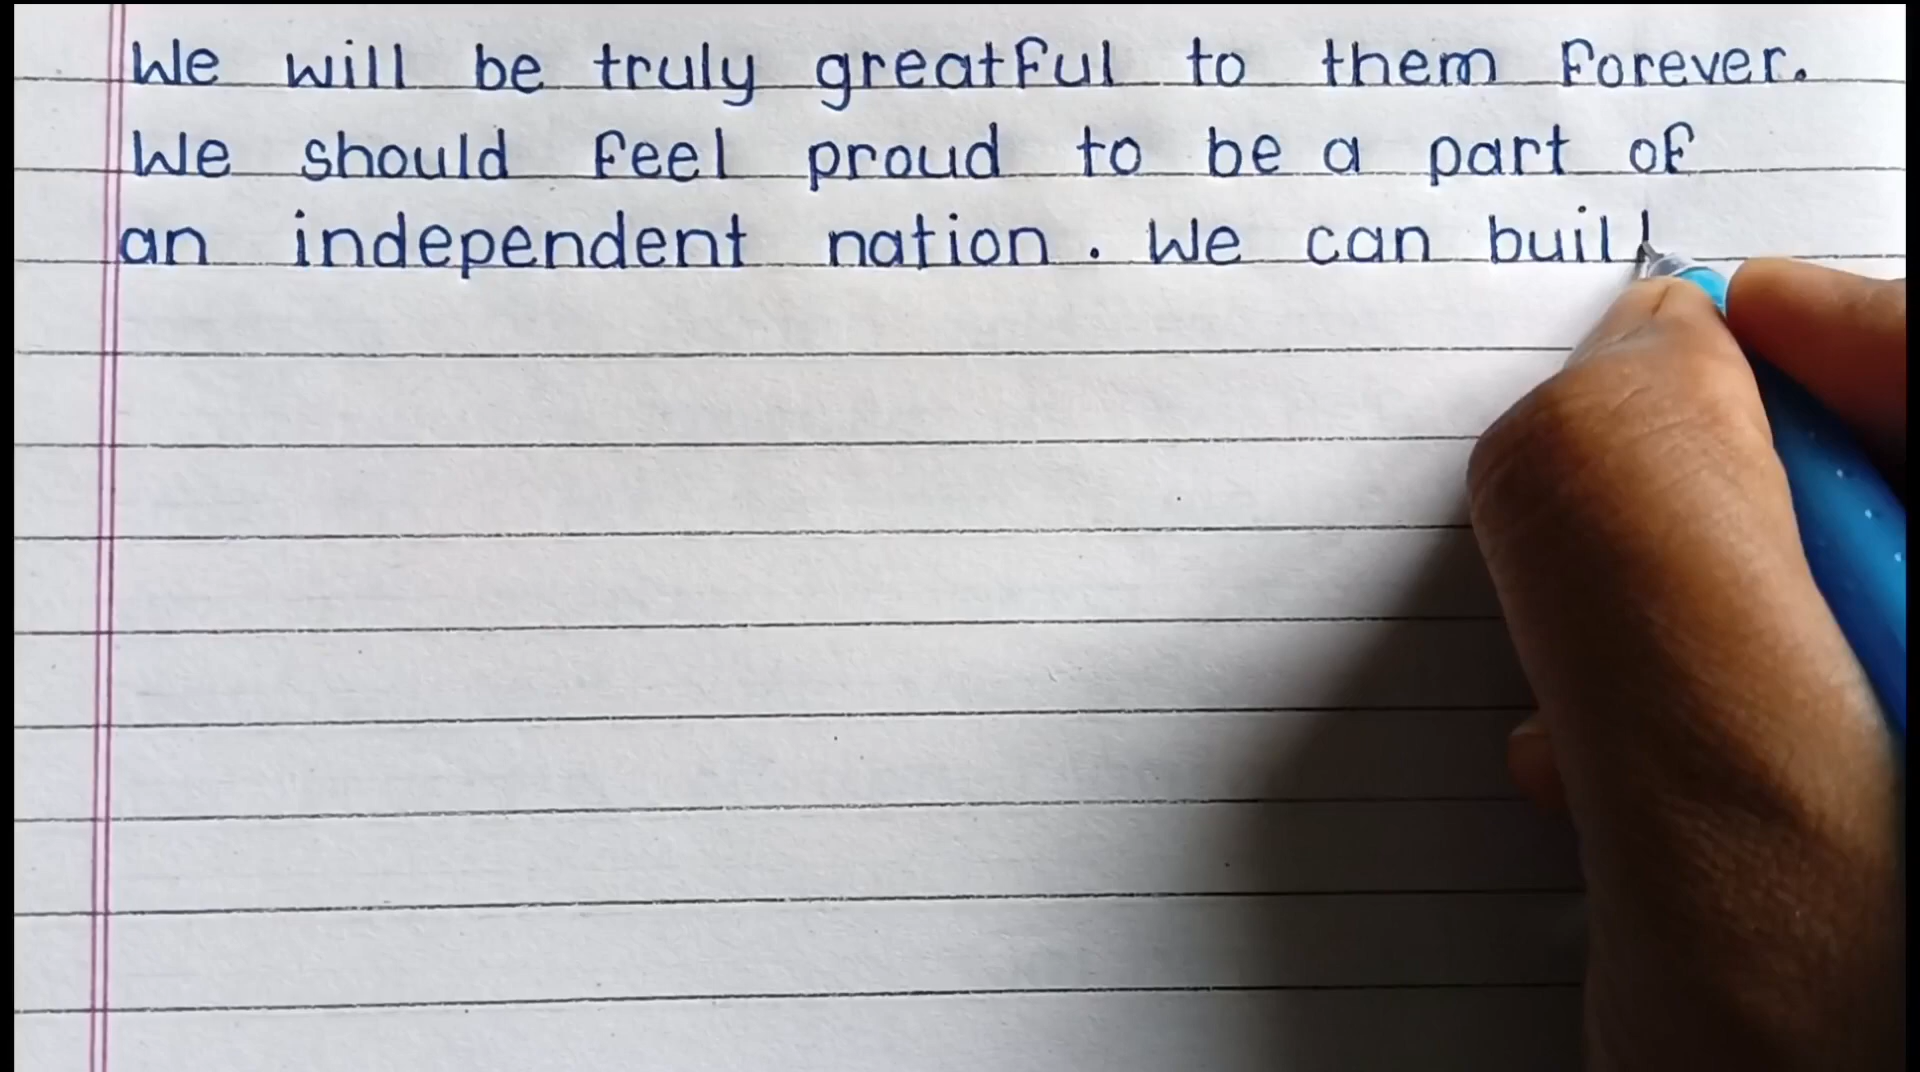 We will be truly greatful to them forever.
We should feel proud to be a part of
an independent nation. We can buil